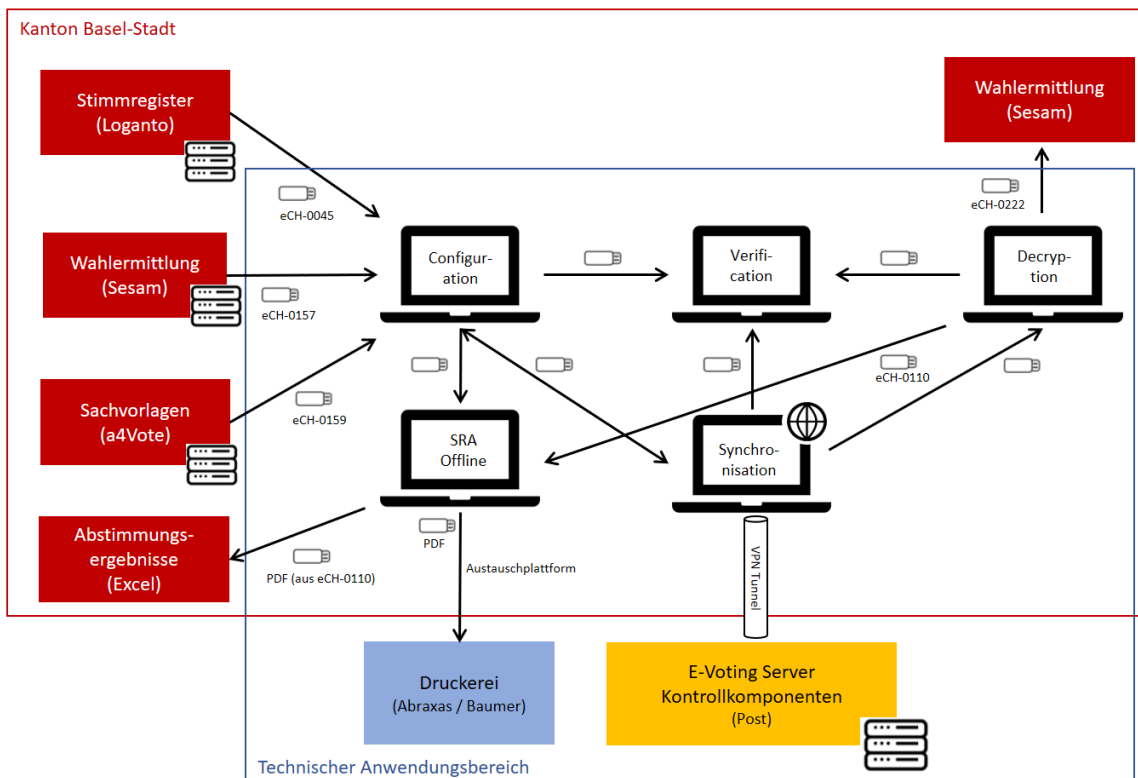 Kanton Basel-Stadt
Stimmregister
(Loganto)
Wahlermittlung
(Sesam)
eCH-0045
eCH-0222
Wahlermittlung
(Sesam)
eCH-0157
Configur-
ation
Verifi-
cation
Decryp-
tion
Sachvorlagen
(a4Vote)
eCH-0159
eCH-0110
SRA
Offline
Synchro-
nisation
Abstimmungs-
ergebnisse
(Excel)
PDF (aus eCH-0110)
PDF
Austauschplattform
VPN Tunnel
Druckerei
(Abraxas / Baumer)
E-Voting Server
Kontrollkomponenten
(Post)
Technischer Anwendungsbereich